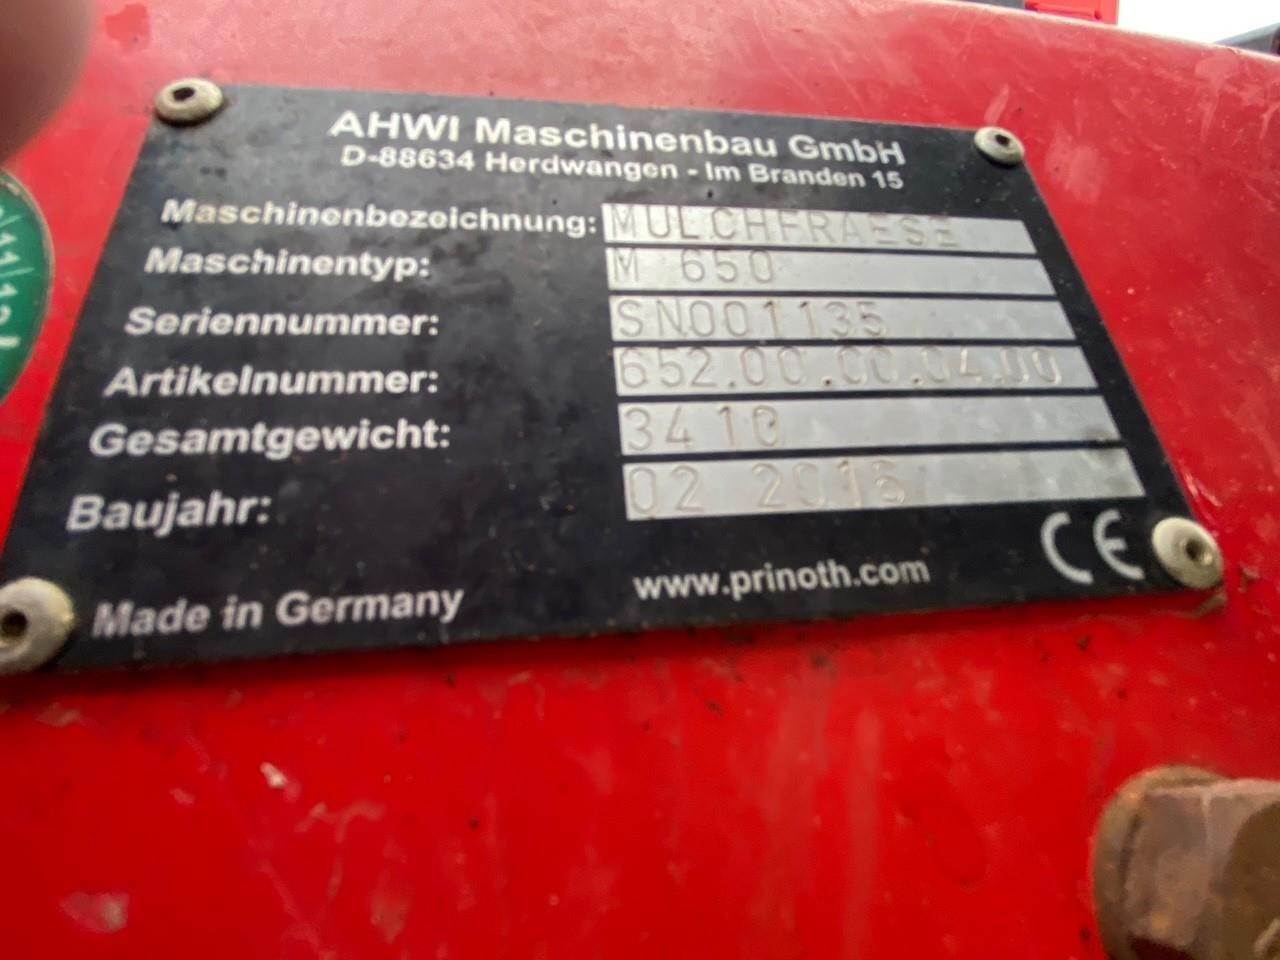 AHWI Maschinenbau GmbH
D-88634 Herdwangen - Im Branden 15
Maschinenbezeichnung: MULCHFRAESE
Maschinentyp: M 650
Seriennummer: SN001135
Artikelnummer: 652.00.00.04.00
Gesamtgewicht: 3410
Baujahr: 02 2016
Made in Germany
www.prinoth.com
CE